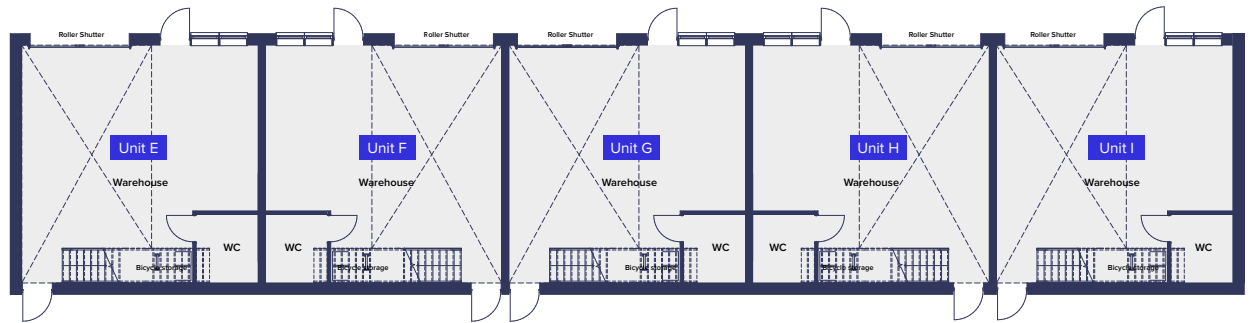 Roller Shutter
Roller Shutter
Roller Shutter
Roller Shutter
Roller Shutter
Unit E
Unit F
Unit G
Unit H
Unit I
Warehouse
Warehouse
Warehouse
Warehouse
Warehouse
WC
WC
WC
WC
WC
Bicycle storage
Bicycle storage
Bicycle storage
Bicycle storage
Bicycle storage